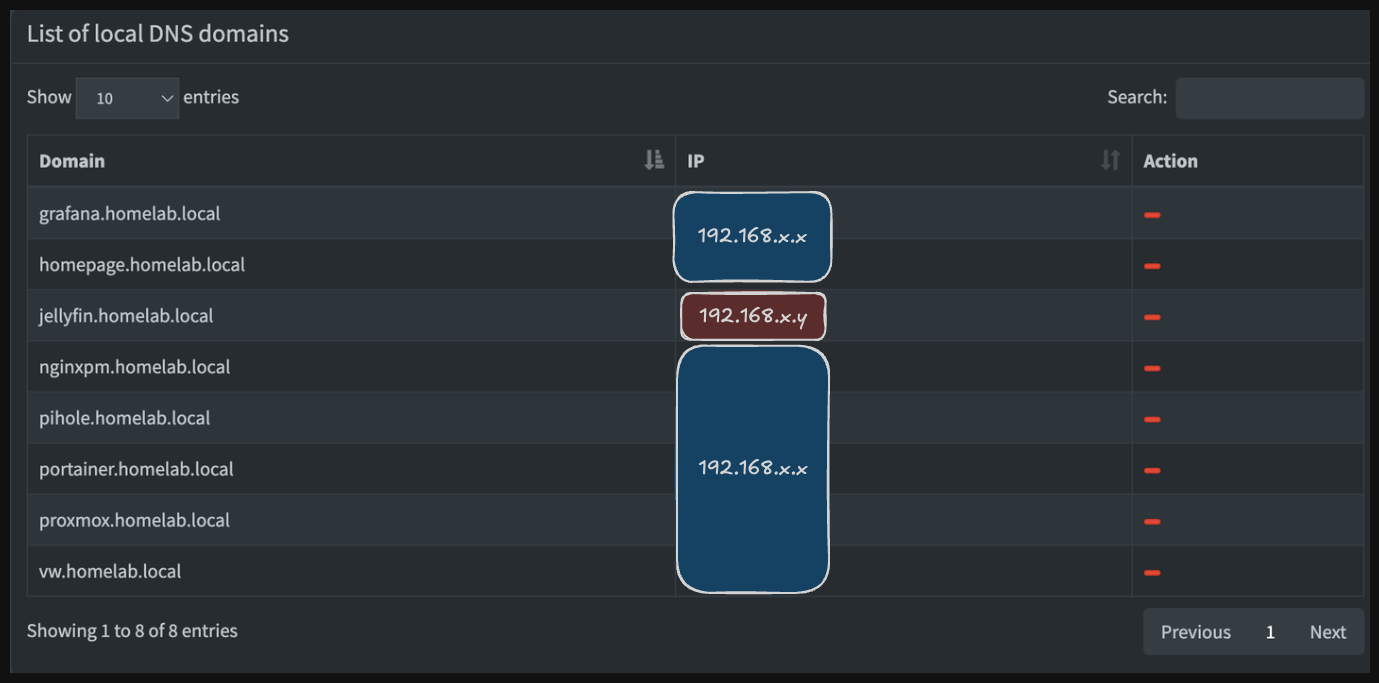 List of local DNS domains
Show 10 entries Search:
Domain IP Action
grafana.homelab.local
192.168.x.x
homepage.homelab.local
jellyfin.homelab.local 192.168.x.y
nginxpm.homelab.local
pihole.homelab.local
portainer.homelab.local 192.168.x.x
proxmox.homelab.local
vw.homelab.local
Showing 1 to 8 of 8 entries Previous 1 Next